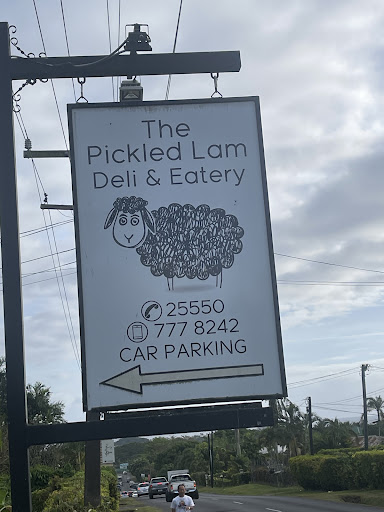 The
Pickled Lam
Deli & Eatery
25550
777 8242
CAR PARKING